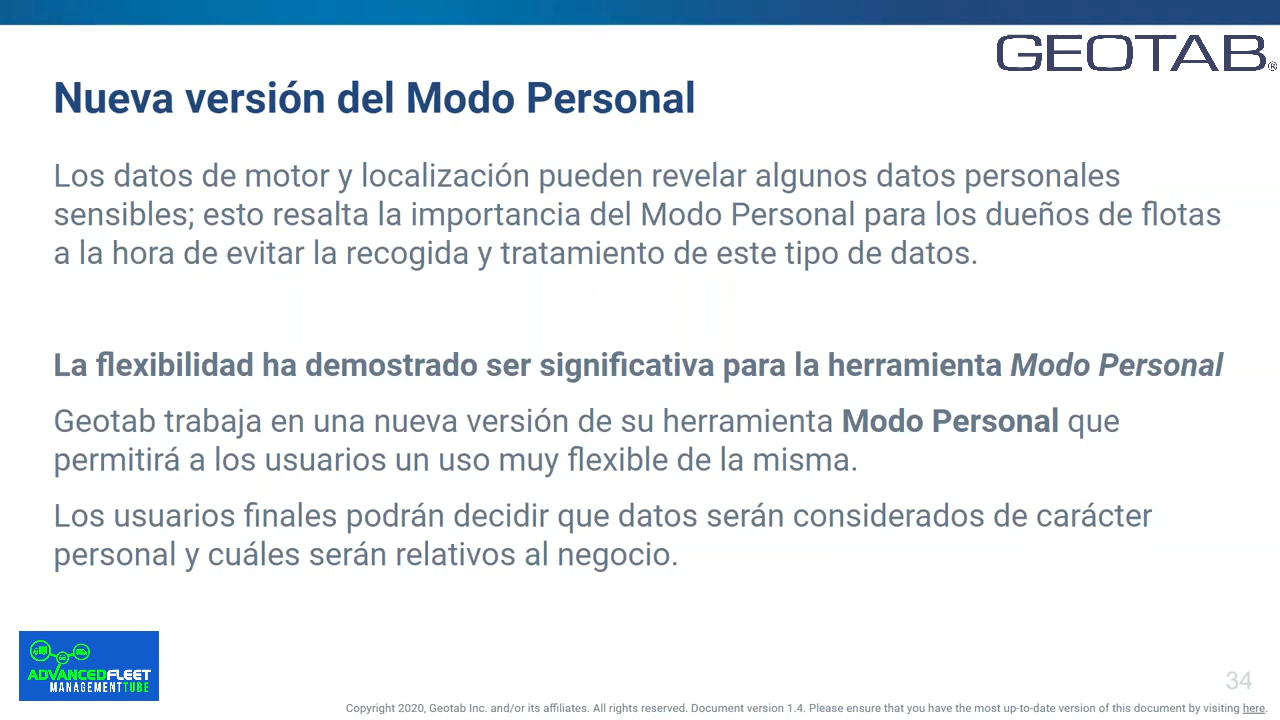 GEOTAB®
Nueva versión del Modo Personal
Los datos de motor y localización pueden revelar algunos datos personales
sensibles; esto resalta la importancia del Modo Personal para los dueños de flotas
a la hora de evitar la recogida y tratamiento de este tipo de datos.
La flexibilidad ha demostrado ser significativa para la herramienta Modo Personal
Geotab trabaja en una nueva versión de su herramienta Modo Personal que
permitirá a los usuarios un uso muy flexible de la misma.
Los usuarios finales podrán decidir que datos serán considerados de carácter
personal y cuáles serán relativos al negocio.
ADVANCEDFLEET
MANAGEMENTTUBE
34
Copyright 2020, Geotab Inc. and/or its affiliates. All rights reserved. Document version 1.4. Please ensure that you have the most up-to-date version of this document by visiting here.